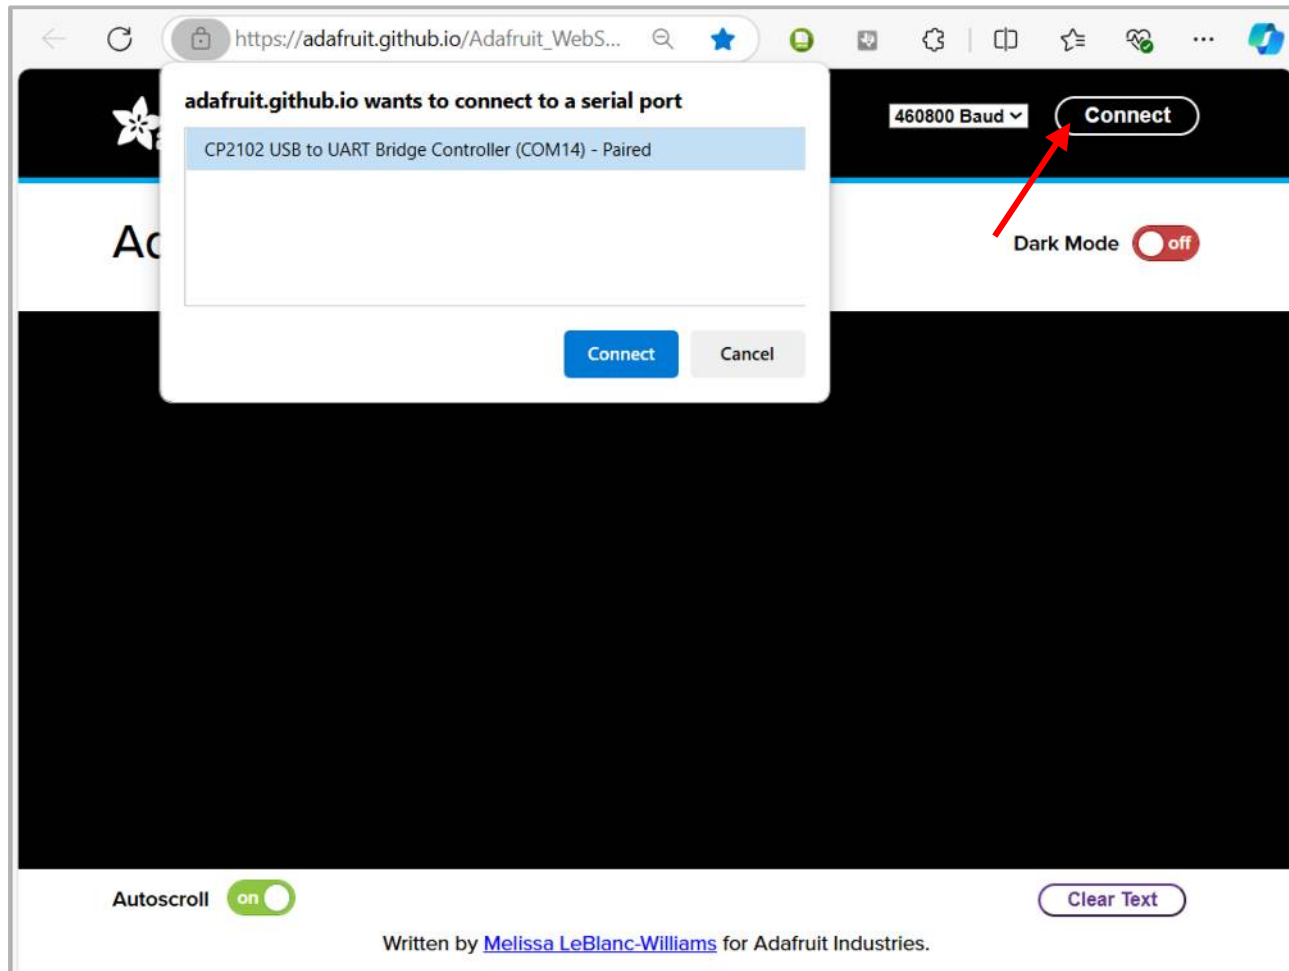 https://adafruit.github.io/Adafruit_WebS...
adafruit.github.io wants to connect to a serial port
CP2102 USB to UART Bridge Controller (COM14) - Paired
Connect Cancel
460800 Baud Connect
Ad
Dark Mode off
Autoscroll on
Clear Text
Written by Melissa LeBlanc-Williams for Adafruit Industries.